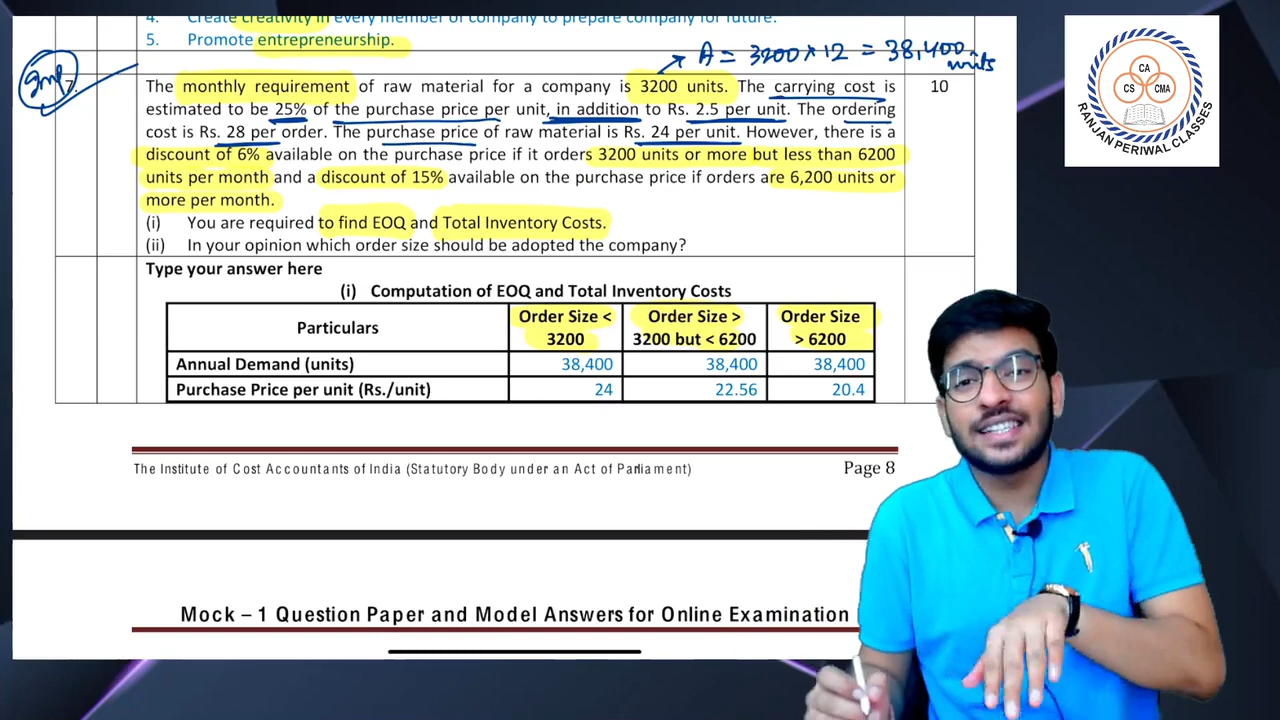 4. Create creativity in every member of company to prepare company for future.
5. Promote entrepreneurship.
A = 3200 × 12 = 38,400 units
Imp
7.
The monthly requirement of raw material for a company is 3200 units. The carrying cost is
estimated to be 25% of the purchase price per unit, in addition to Rs. 2.5 per unit. The ordering
cost is Rs. 28 per order. The purchase price of raw material is Rs. 24 per unit. However, there is a
discount of 6% available on the purchase price if it orders 3200 units or more but less than 6200
units per month and a discount of 15% available on the purchase price if orders are 6,200 units or
more per month.
(i) You are required to find EOQ and Total Inventory Costs.
(ii) In your opinion which order size should be adopted the company?
10
Type your answer here
(i) Computation of EOQ and Total Inventory Costs
Particulars
Order Size <
3200
Order Size >
3200 but < 6200
Order Size
> 6200
Annual Demand (units) 38,400 38,400 38,400
Purchase Price per unit (Rs./unit) 24 22.56 20.4
The Institute of Cost Accountants of India (Statutory Body under an Act of Parliament) Page 8
Mock – 1 Question Paper and Model Answers for Online Examination
CA
CS
CMA
RANJAN PERIWAL CLASSES